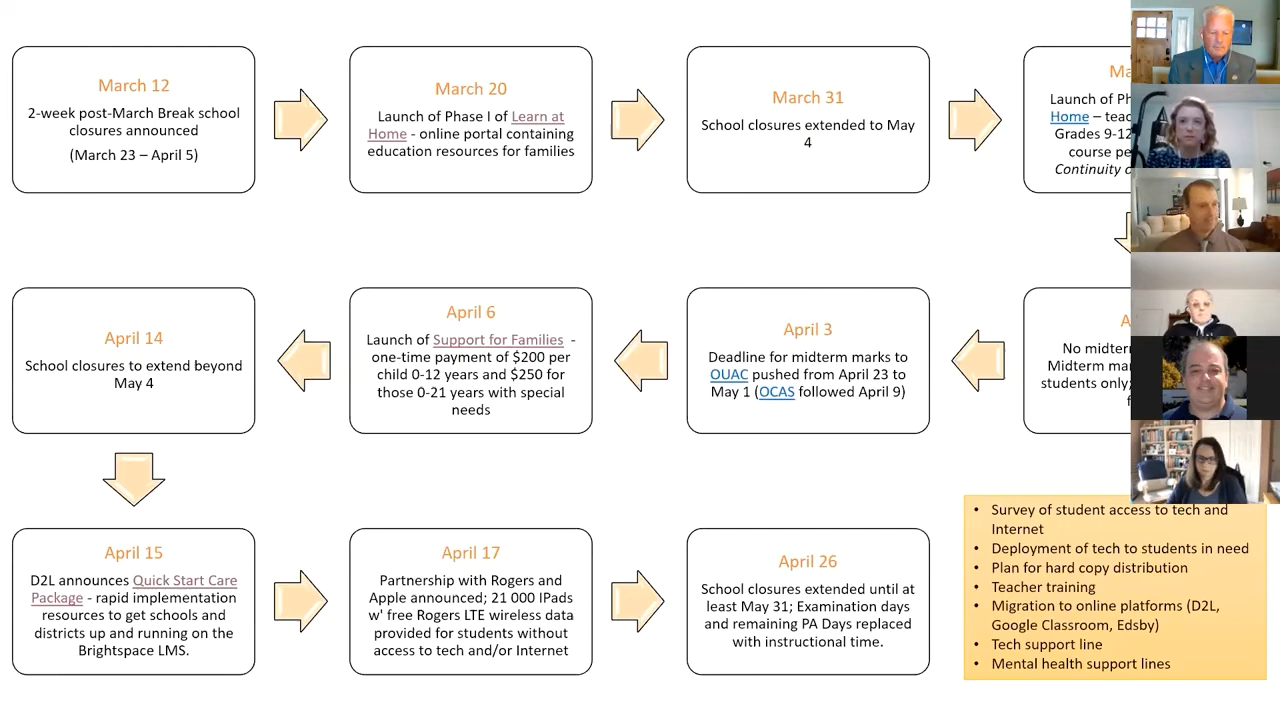 March 12
2-week post-March Break school
closures announced
(March 23 – April 5)
March 20
Launch of Phase I of Learn at
Home - online portal containing
education resources for families
March 31
School closures extended to May
4
Launch of
Home –
Grades 9-12
course
Continuity
No
Midterm
students only;
April 3
Deadline for midterm marks to
OUAC pushed from April 23 to
May 1 (OCAS followed April 9)
April 6
Launch of Support for Families -
one-time payment of $200 per
child 0-12 years and $250 for
those 0-21 years with special
needs
April 14
School closures to extend beyond
May 4
April 15
D2L announces Quick Start Care
Package - rapid implementation
resources to get schools and
districts up and running on the
Brightspace LMS.
April 17
Partnership with Rogers and
Apple announced; 21 000 IPads
w' free Rogers LTE wireless data
provided for students without
access to tech and/or Internet
April 26
School closures extended until at
least May 31; Examination days
and remaining PA Days replaced
with instructional time.
• Survey of student access to tech and
Internet
• Deployment of tech to students in need
• Plan for hard copy distribution
• Teacher training
• Migration to online platforms (D2L,
Google Classroom, Edsby)
• Tech support line
• Mental health support lines